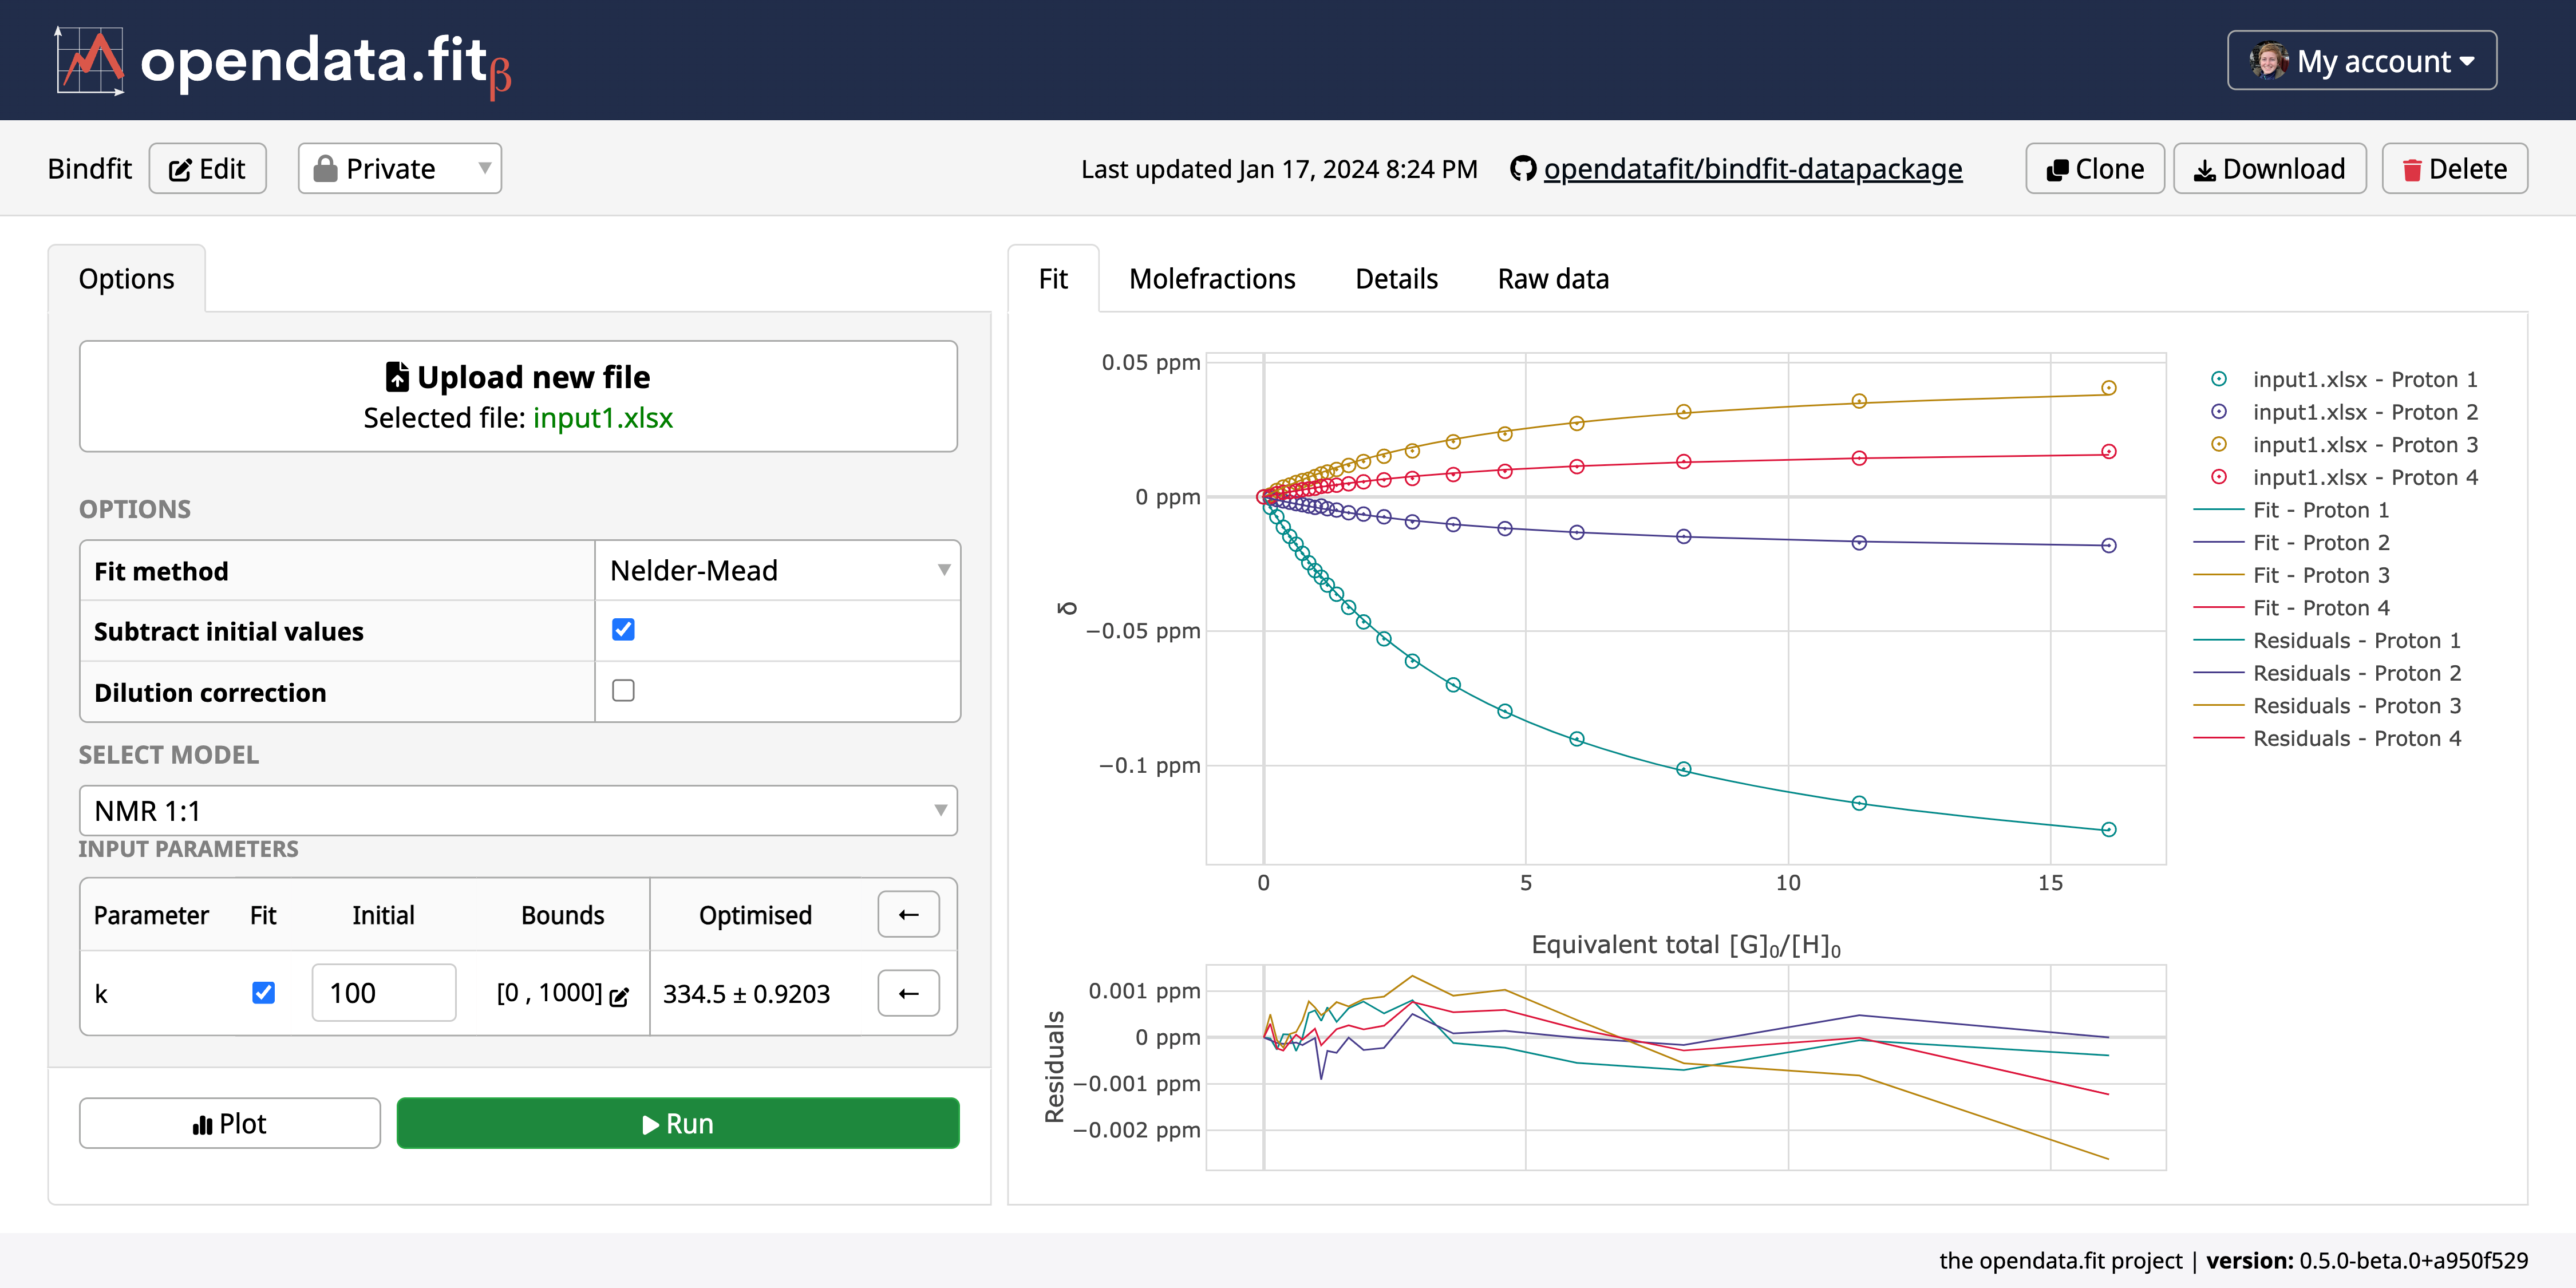 opendata.fitβ
My account
Bindfit
Edit
Private
Last updated Jan 17, 2024 8:24 PM
opendatafit/bindfit-datapackage
Clone
Download
Delete
Options
Upload new file
Selected file: input1.xlsx
OPTIONS
Fit method
Nelder-Mead
Subtract initial values
Dilution correction
SELECT MODEL
NMR 1:1
INPUT PARAMETERS
Parameter Fit Initial Bounds Optimised ←
k 100 [0 , 1000] 334.5 ± 0.9203 ←
Plot
Run
Fit
Molefractions
Details
Raw data
0.05 ppm
0 ppm
−0.05 ppm
−0.1 ppm
δ
0 5 10 15
Equivalent total [G]₀/[H]₀
0.001 ppm
0 ppm
−0.001 ppm
−0.002 ppm
Residuals
input1.xlsx - Proton 1
input1.xlsx - Proton 2
input1.xlsx - Proton 3
input1.xlsx - Proton 4
Fit - Proton 1
Fit - Proton 2
Fit - Proton 3
Fit - Proton 4
Residuals - Proton 1
Residuals - Proton 2
Residuals - Proton 3
Residuals - Proton 4
the opendata.fit project | version: 0.5.0-beta.0+a950f529